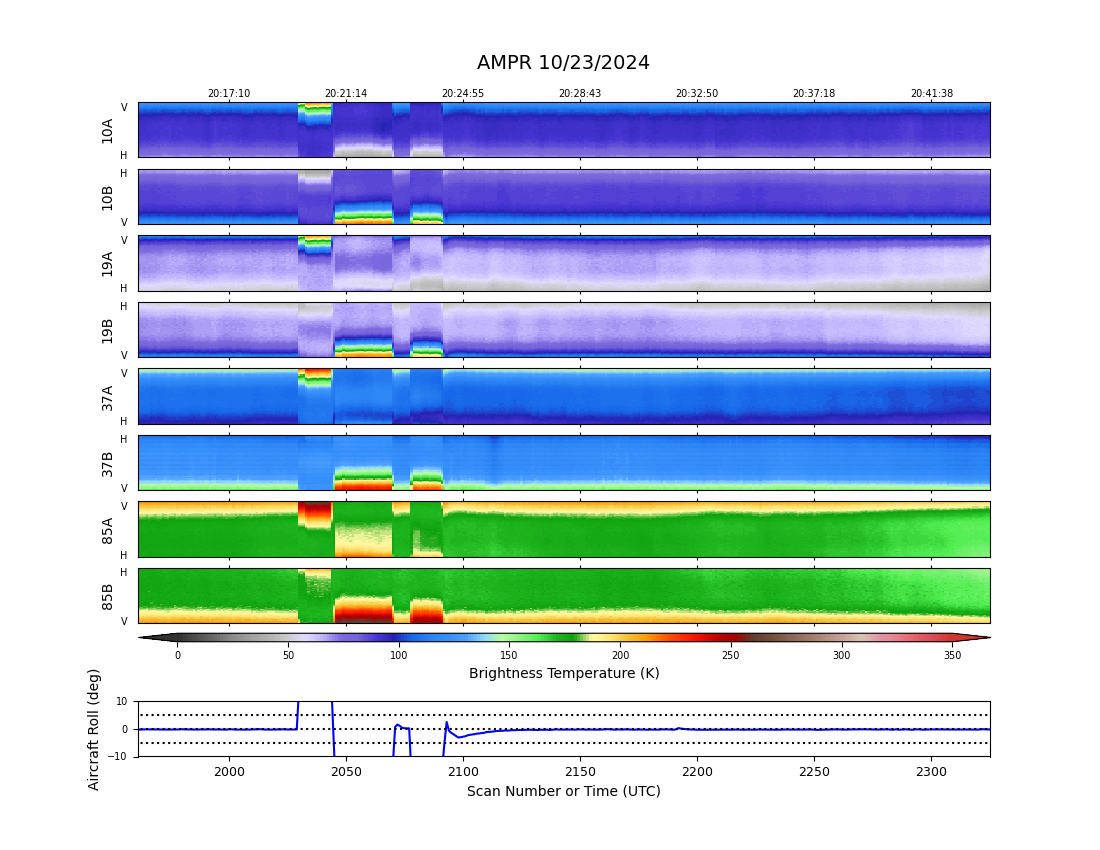 AMPR 10/23/2024
20:17:10 20:21:14 20:24:55 20:28:43 20:32:50 20:37:18 20:41:38
V
10A
H
H
10B
V
V
19A
H
H
19B
V
V
37A
H
H
37B
V
V
85A
H
H
85B
V
0 50 100 150 200 250 300 350
Brightness Temperature (K)
Aircraft Roll (deg)
10
0
−10
2000 2050 2100 2150 2200 2250 2300
Scan Number or Time (UTC)